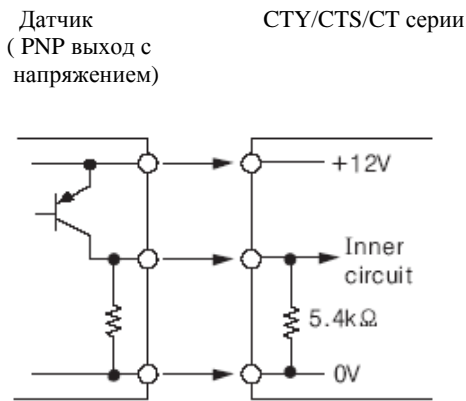 Датчик
( PNP выход с
напряжением)
CTY/CTS/CT серии
+12V
Inner
circuit
5.4kΩ
0V